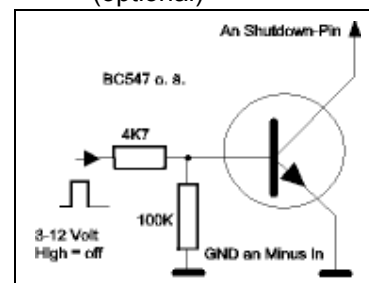 (optional)
An Shutdown-Pin
BC547 o. ä.
4K7
100K
3-12 Volt
High = off
GND an Minus In